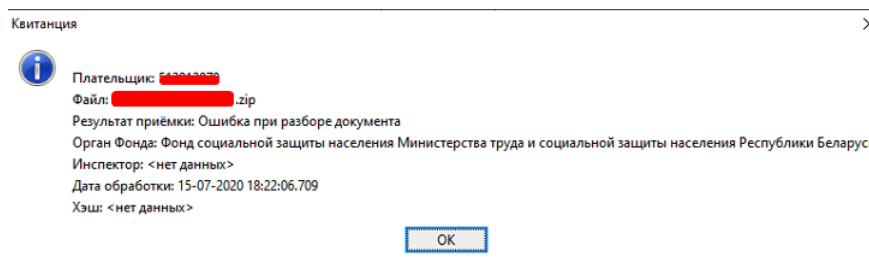 Квитанция
Плательщик:
Файл: .zip
Результат приёмки: Ошибка при разборе документа
Орган Фонда: Фонд социальной защиты населения Министерства труда и социальной защиты населения Республики Беларус
Инспектор: <нет данных>
Дата обработки: 15-07-2020 18:22:06.709
Хэш: <нет данных>
OK